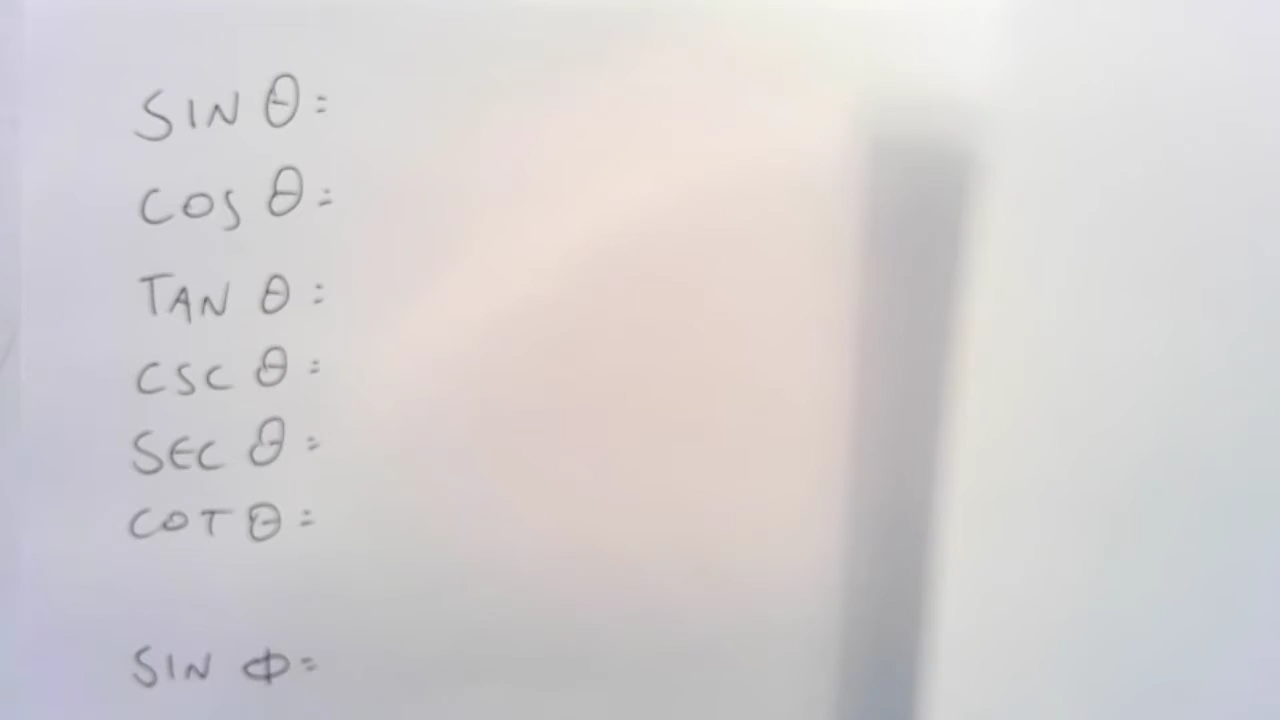 SIN θ=
COS θ=
TAN θ=
CSC θ=
SEC θ=
COT θ=
SIN Φ=